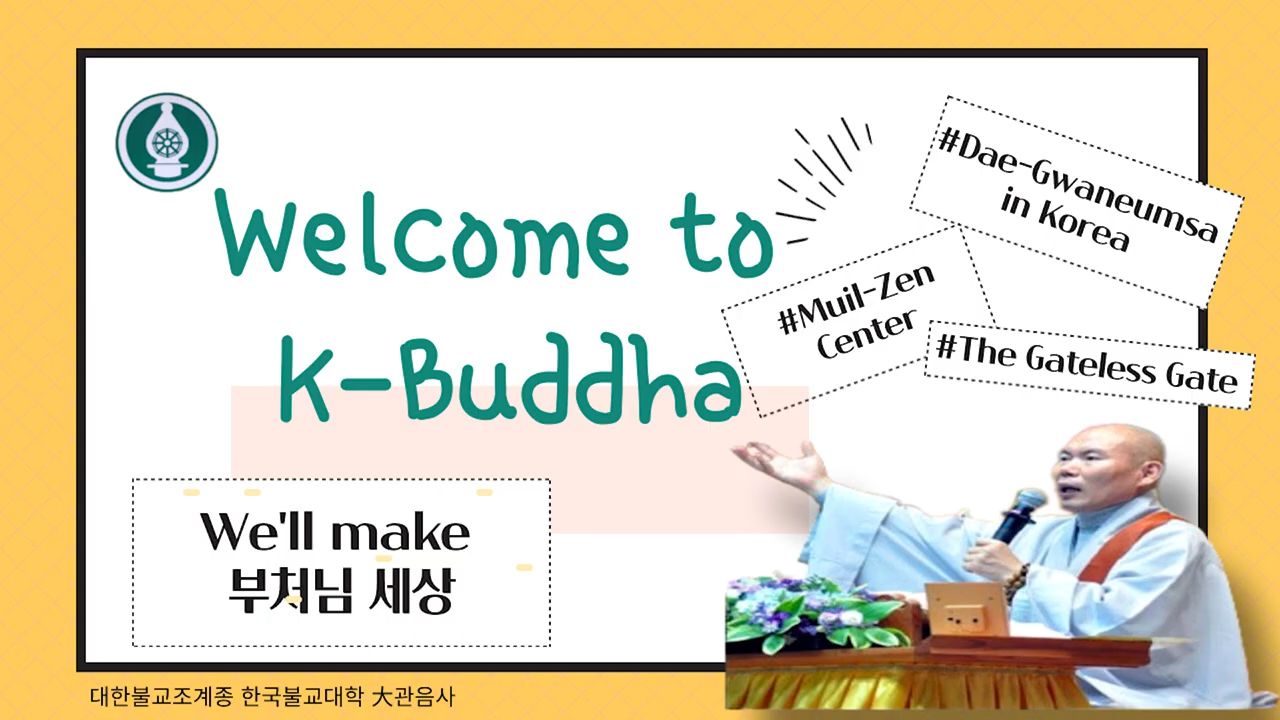 Welcome to
K-Buddha
#Dae-Gwaneumsa
in Korea
#Muil-Zen
Center
#The Gateless Gate
We'll make
부처님 세상
대한불교조계종 한국불교대학 大관음사